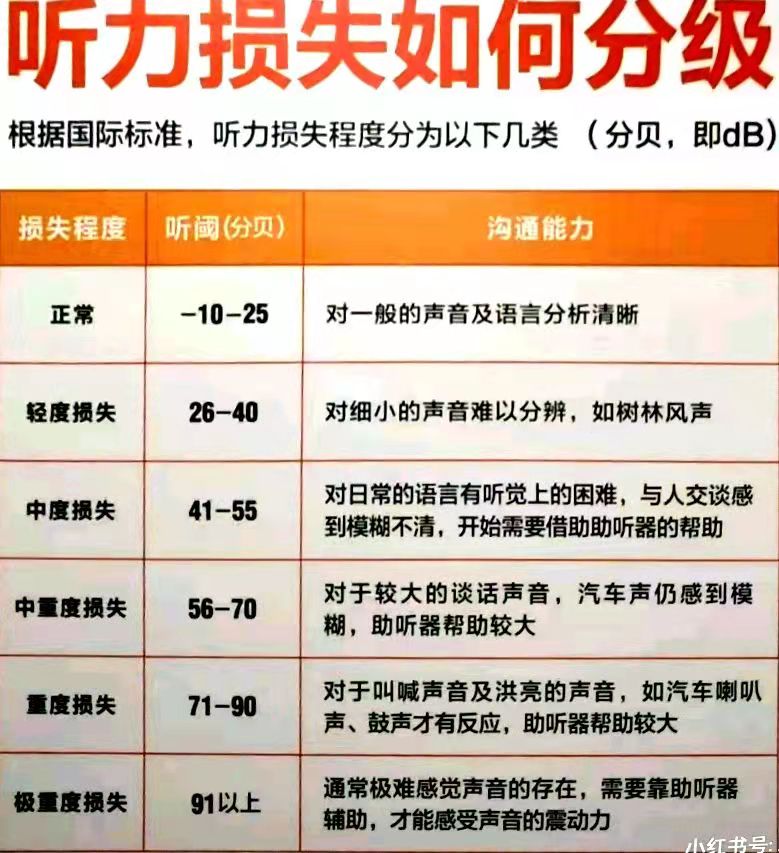 听力损失如何分级
根据国际标准，听力损失程度分为以下几类 （分贝，即dB）
损失程度 听阈(分贝) 沟通能力
正常 -10-25 对一般的声音及语言分析清晰
轻度损失 26-40 对细小的声音难以分辨，如树林风声
中度损失 41-55 对日常的语言有听觉上的困难，与人交谈感
到模糊不清，开始需要借助助听器的帮助
中重度损失 56-70 对于较大的谈话声音，汽车声仍感到模
糊，助听器帮助较大
重度损失 71-90 对于叫喊声音及洪亮的声音，如汽车喇叭
声、鼓声才有反应，助听器帮助较大
极重度损失 91以上 通常极难感觉声音的存在，需要靠助听器
辅助，才能感受声音的震动力
小红书号: